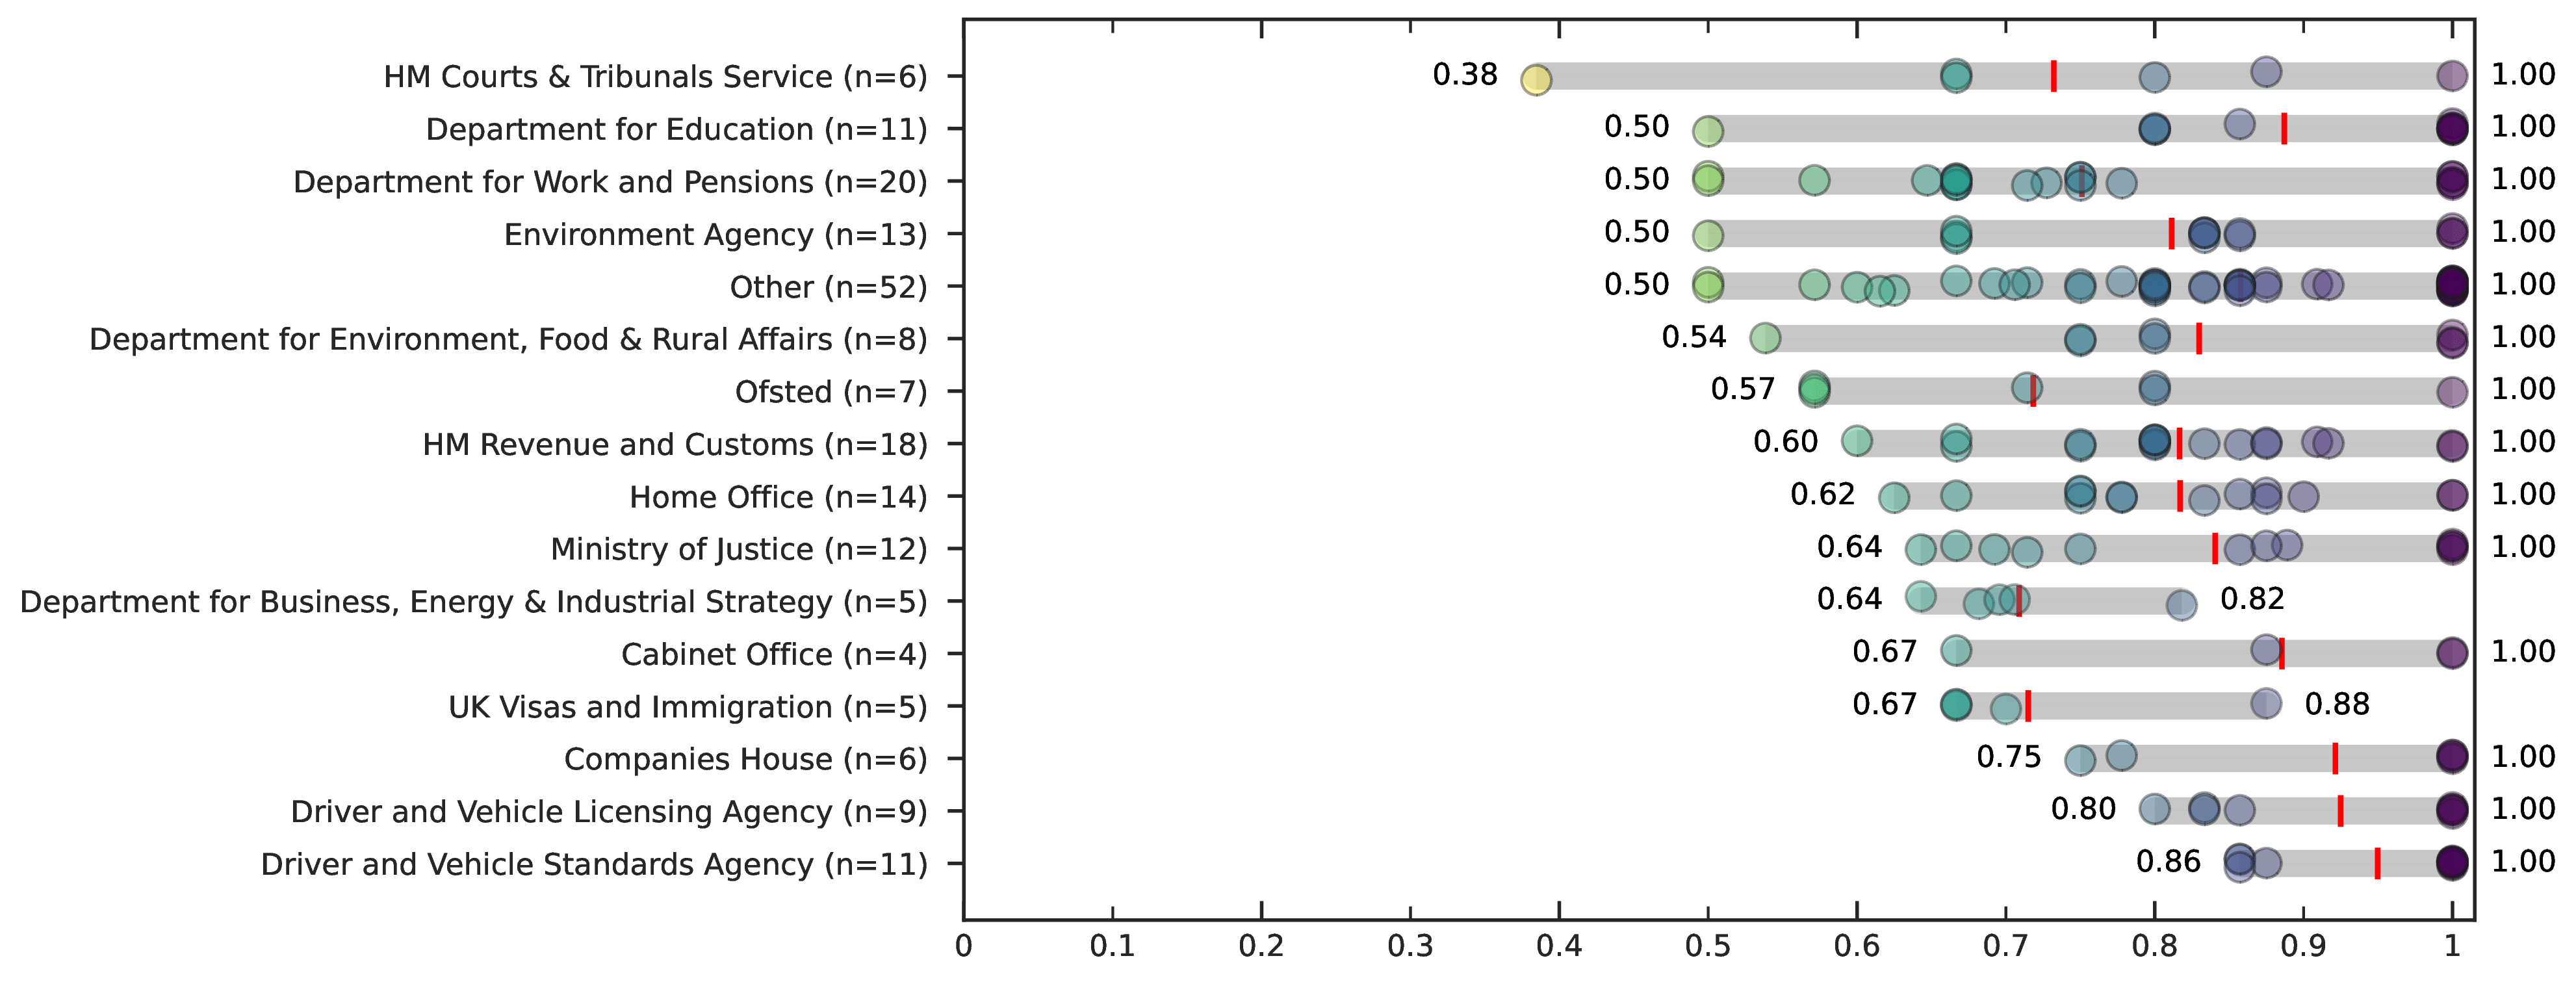 HM Courts & Tribunals Service (n=6) 0.38 1.00
Department for Education (n=11) 0.50 1.00
Department for Work and Pensions (n=20) 0.50 1.00
Environment Agency (n=13) 0.50 1.00
Other (n=52) 0.50 1.00
Department for Environment, Food & Rural Affairs (n=8) 0.54 1.00
Ofsted (n=7) 0.57 1.00
HM Revenue and Customs (n=18) 0.60 1.00
Home Office (n=14) 0.62 1.00
Ministry of Justice (n=12) 0.64 1.00
Department for Business, Energy & Industrial Strategy (n=5) 0.64 0.82
Cabinet Office (n=4) 0.67 1.00
UK Visas and Immigration (n=5) 0.67 0.88
Companies House (n=6) 0.75 1.00
Driver and Vehicle Licensing Agency (n=9) 0.80 1.00
Driver and Vehicle Standards Agency (n=11) 0.86 1.00
0 0.1 0.2 0.3 0.4 0.5 0.6 0.7 0.8 0.9 1